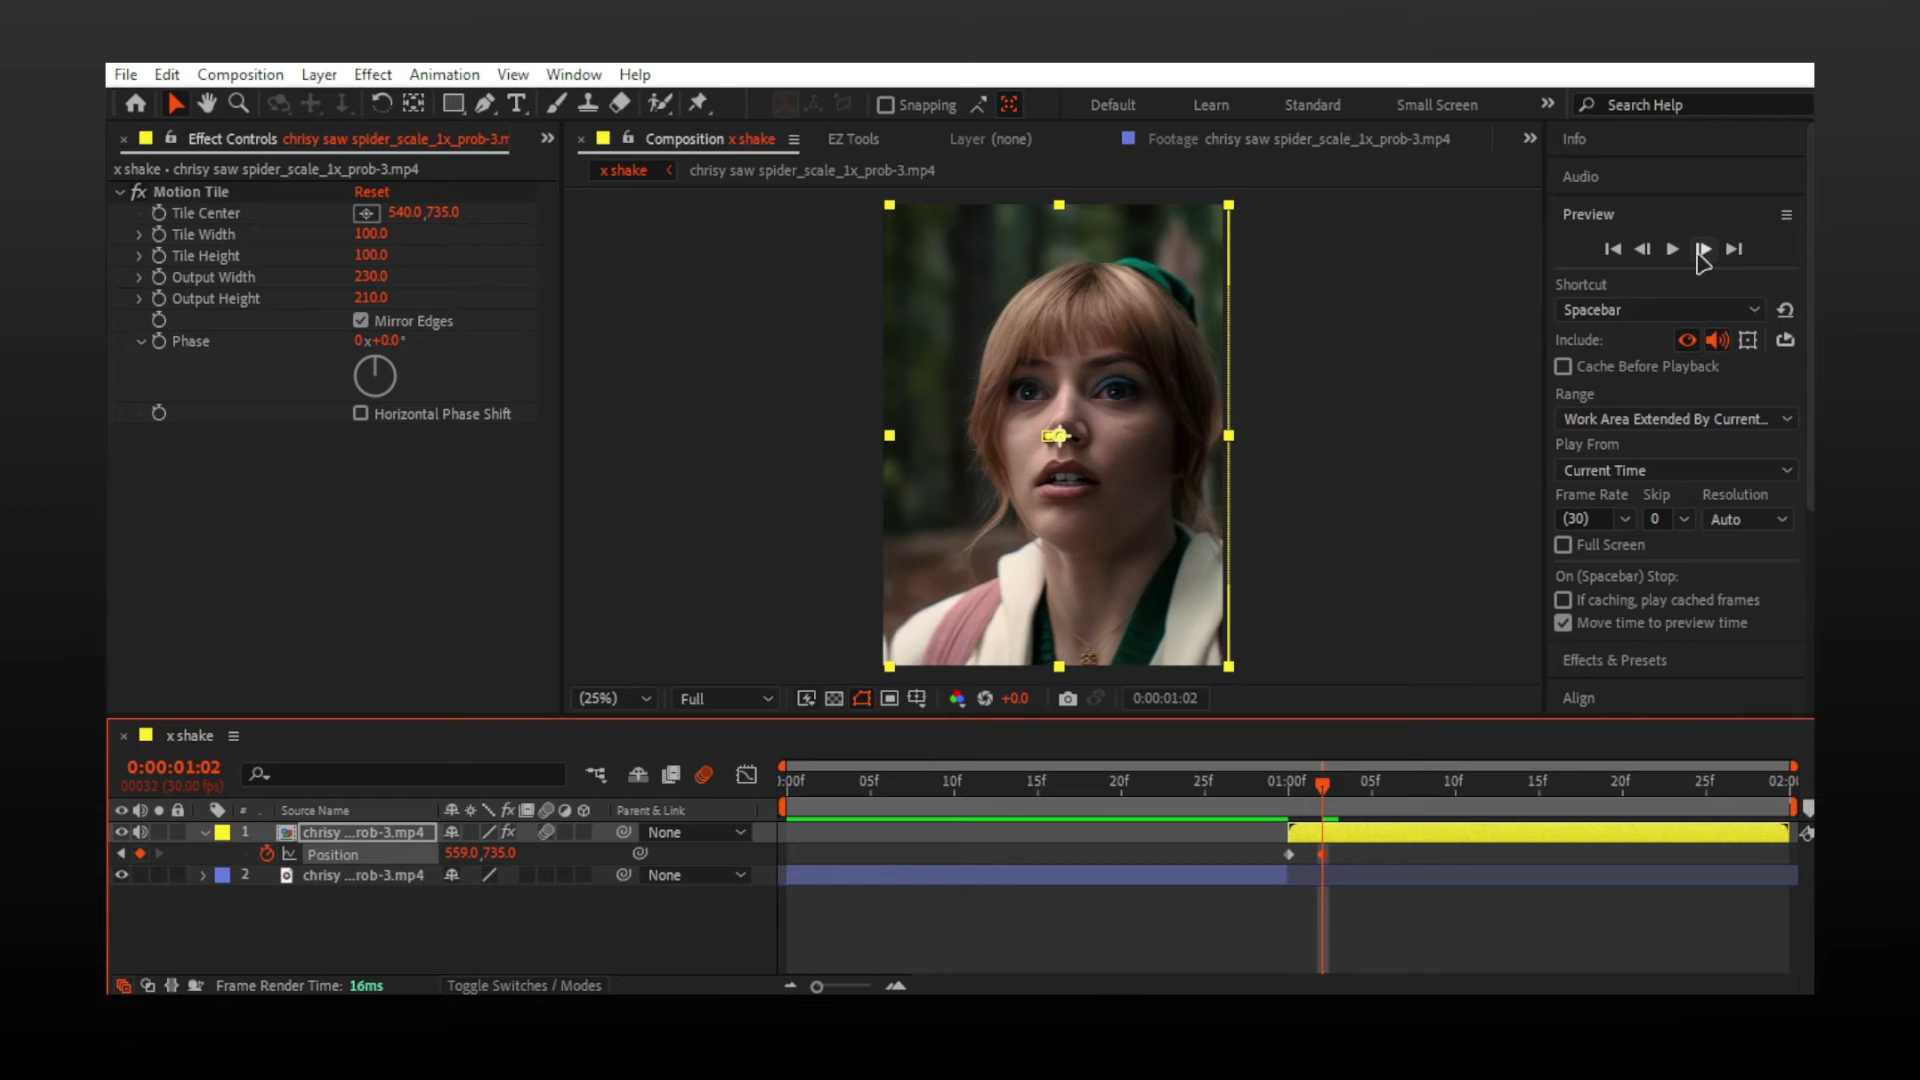 File Edit Composition Layer Effect Animation View Window Help
Snapping Default Learn Standard Small Screen Search Help
Effect Controls chrisy saw spider_scale_1x_prob-3.m
x shake • chrisy saw spider_scale_1x_prob-3.mp4
fx Motion Tile Reset
Tile Center 540.0,735.0
Tile Width 100.0
Tile Height 100.0
Output Width 230.0
Output Height 210.0
Mirror Edges
Phase 0x+0.0°
Horizontal Phase Shift
Composition x shake EZ Tools Layer (none) Footage chrisy saw spider_scale_1x_prob-3.mp4
x shake chrisy saw spider_scale_1x_prob-3.mp4
(25%) Full +0.0 0:00:01:02
Info
Audio
Preview
Shortcut
Spacebar
Include:
Cache Before Playback
Range
Work Area Extended By Current...
Play From
Current Time
Frame Rate Skip Resolution
(30) 0 Auto
Full Screen
On (Spacebar) Stop:
If caching, play cached frames
Move time to preview time
Effects & Presets
Align
x shake
0:00:01:02
00032 (30.00 fps)
:00f 05f 10f 15f 20f 25f 01:00f 05f 10f 15f 20f 25f 02:0
# . Source Name fx Parent & Link
1 chrisy ...rob-3.mp4 fx None
Position 559.0,735.0
2 chrisy ...rob-3.mp4 None
Frame Render Time: 16ms Toggle Switches / Modes